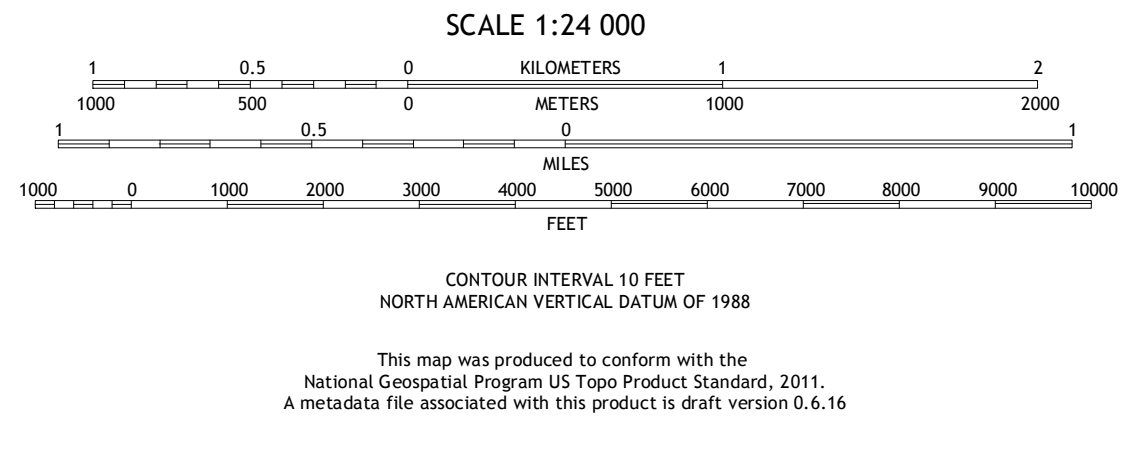 SCALE 1:24 000
1 0.5 0 KILOMETERS 1 2
1000 500 0 METERS 1000 2000
1 0.5 0 1
MILES
1000 0 1000 2000 3000 4000 5000 6000 7000 8000 9000 10000
FEET
CONTOUR INTERVAL 10 FEET
NORTH AMERICAN VERTICAL DATUM OF 1988
This map was produced to conform with the
National Geospatial Program US Topo Product Standard, 2011.
A metadata file associated with this product is draft version 0.6.16